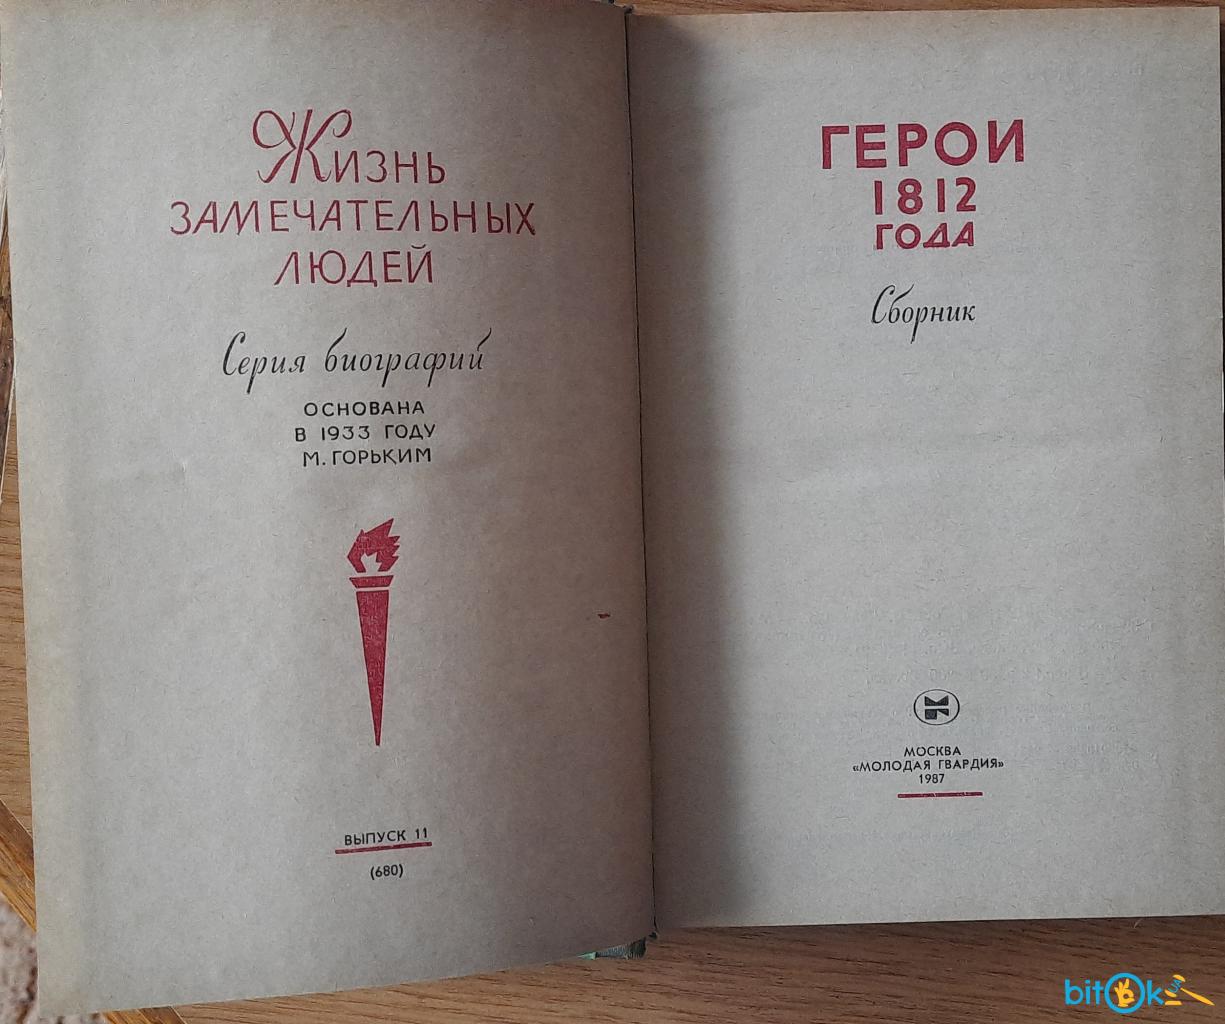 Жизнь
ЗАМЕЧАТЕЛЬНЫХ
ЛЮДЕЙ
Серия биографий
ОСНОВАНА
В 1933 ГОДУ
М. ГОРЬКИМ
ВЫПУСК 11
(680)
ГЕРОИ
1812
ГОДА
Сборник
МОСКВА
«МОЛОДАЯ ГВАРДИЯ»
1987
bitok